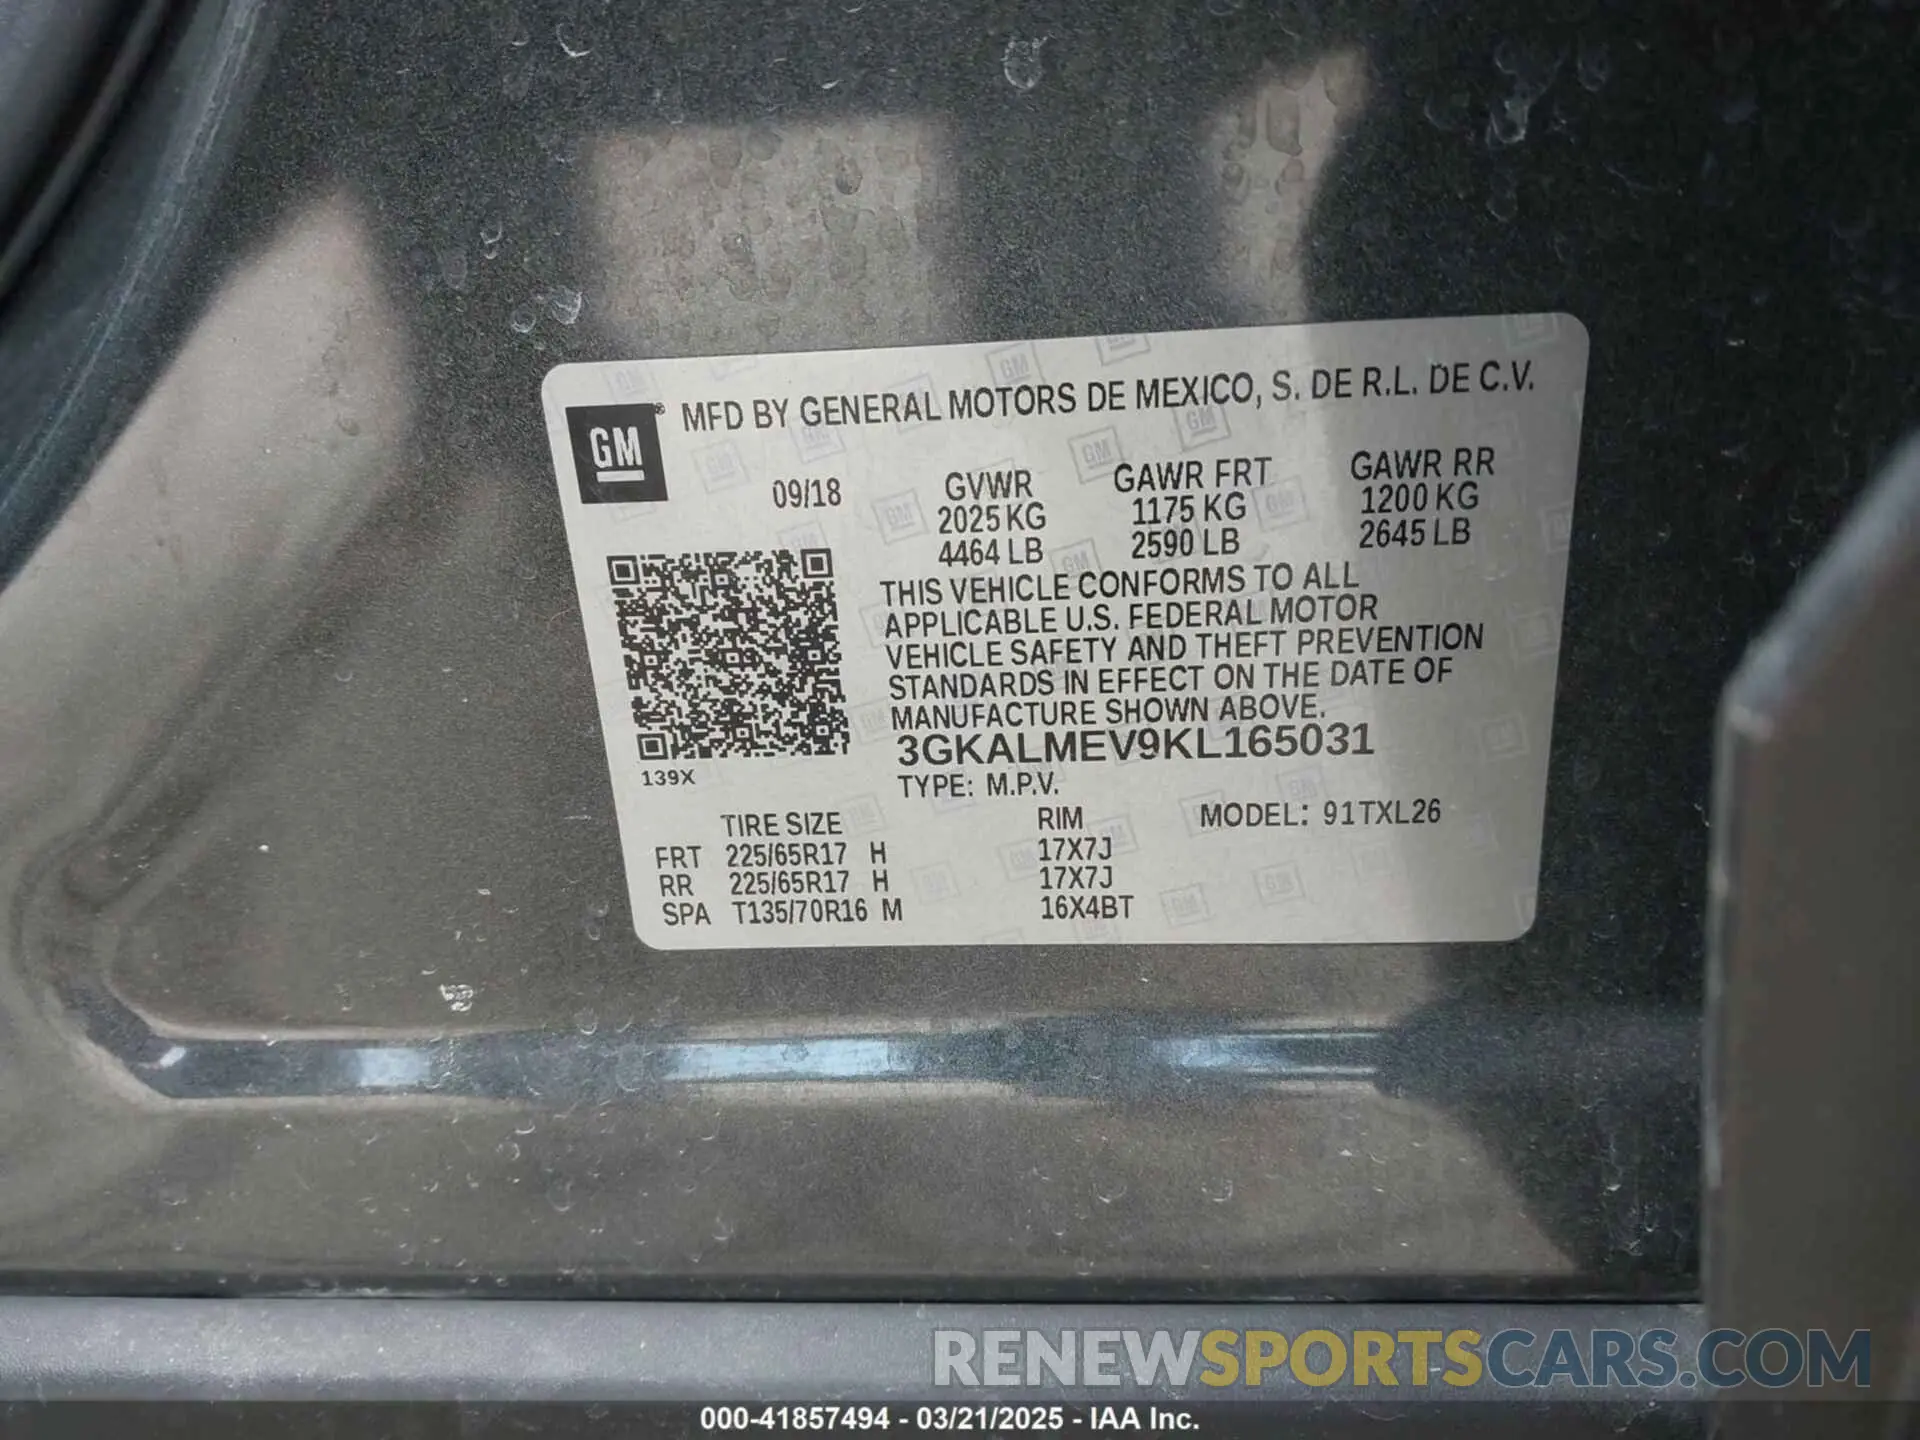 GM® MFD BY GENERAL MOTORS DE MEXICO, S. DE R.L. DE C.V.
09/18 GVWR GAWR FRT GAWR RR
2025 KG 1175 KG 1200 KG
4464 LB 2590 LB 2645 LB
THIS VEHICLE CONFORMS TO ALL
APPLICABLE U.S. FEDERAL MOTOR
VEHICLE SAFETY AND THEFT PREVENTION
STANDARDS IN EFFECT ON THE DATE OF
MANUFACTURE SHOWN ABOVE.
3GKALMEV9KL165031
139X TYPE: M.P.V.
TIRE SIZE RIM MODEL: 91TXL26
FRT 225/65R17 H 17X7J
RR 225/65R17 H 17X7J
SPA T135/70R16 M 16X4BT
RENEWSPORTSCARS.COM
000-41857494 - 03/21/2025 - IAA Inc.